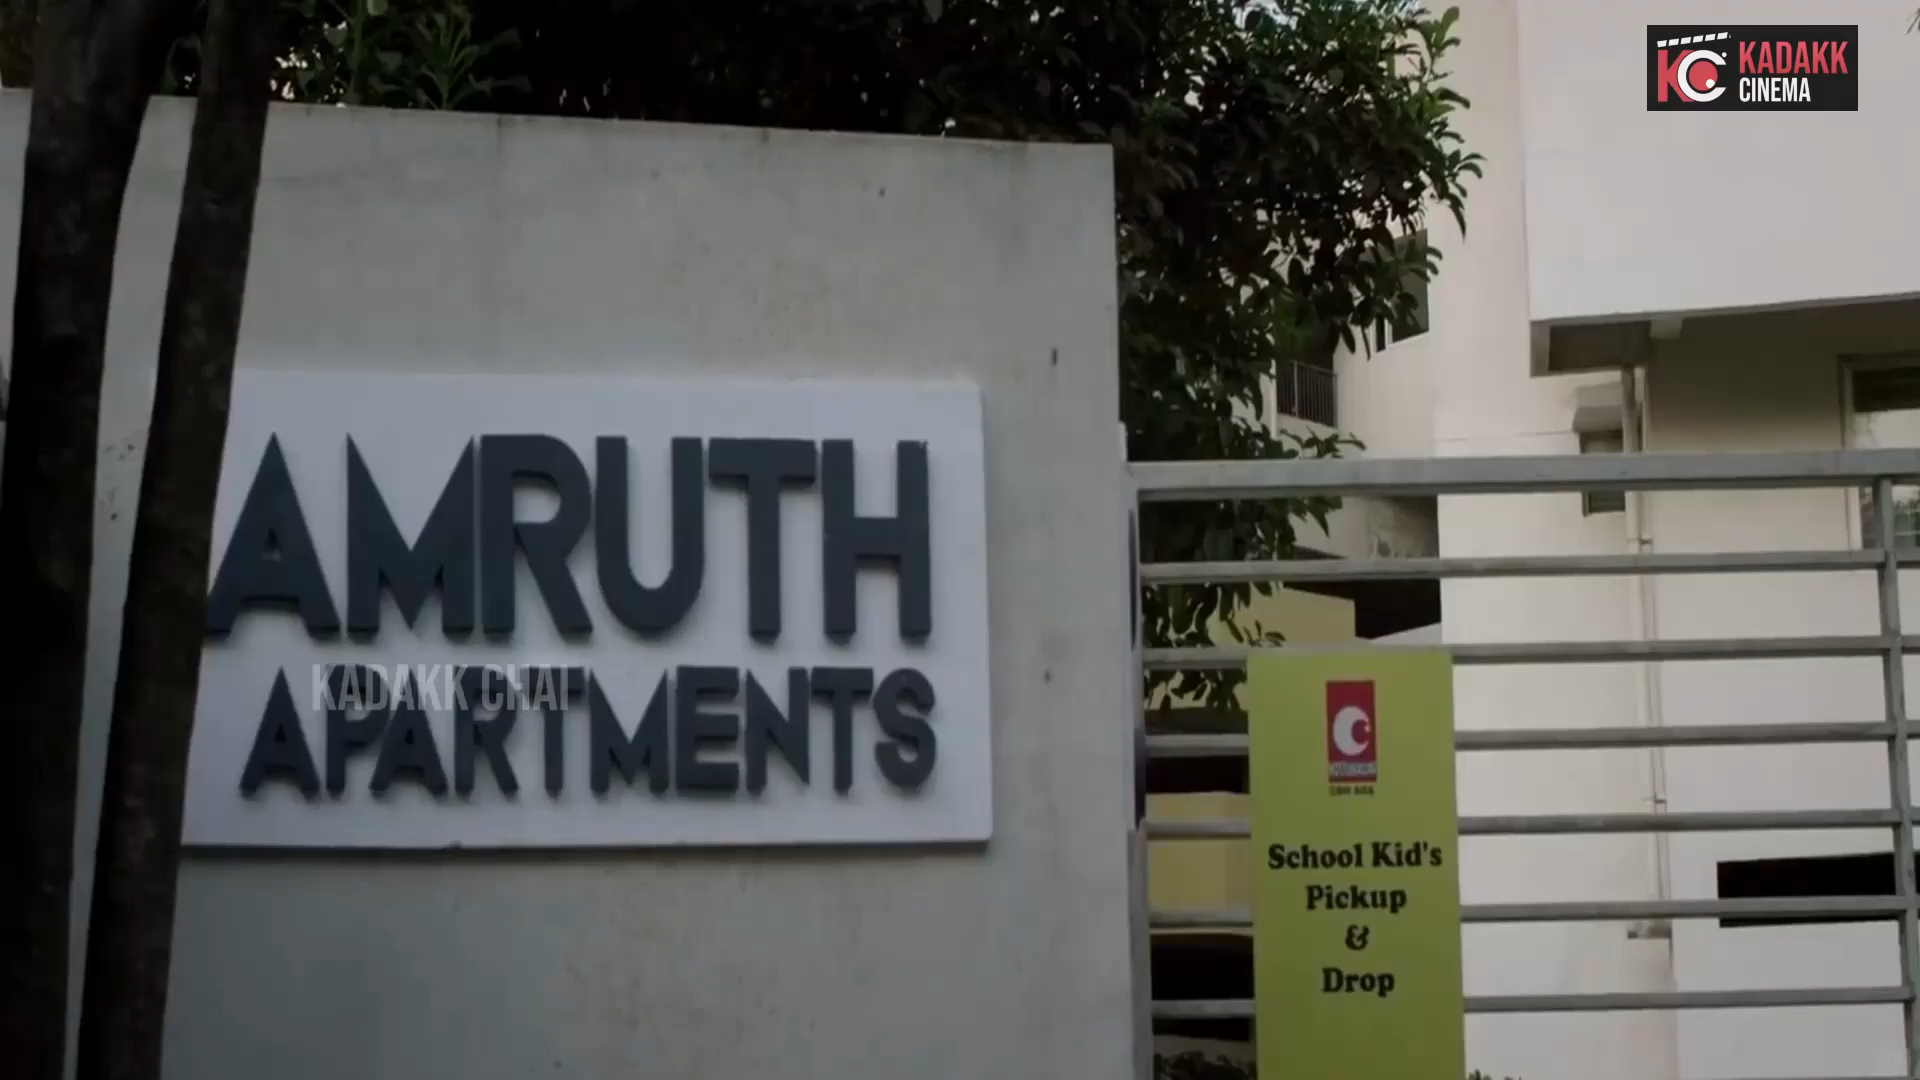 KADAKK
CINEMA
AMRUTH
KADAKK CHAI
APARTMENTS
School Kid's
Pickup
&
Drop